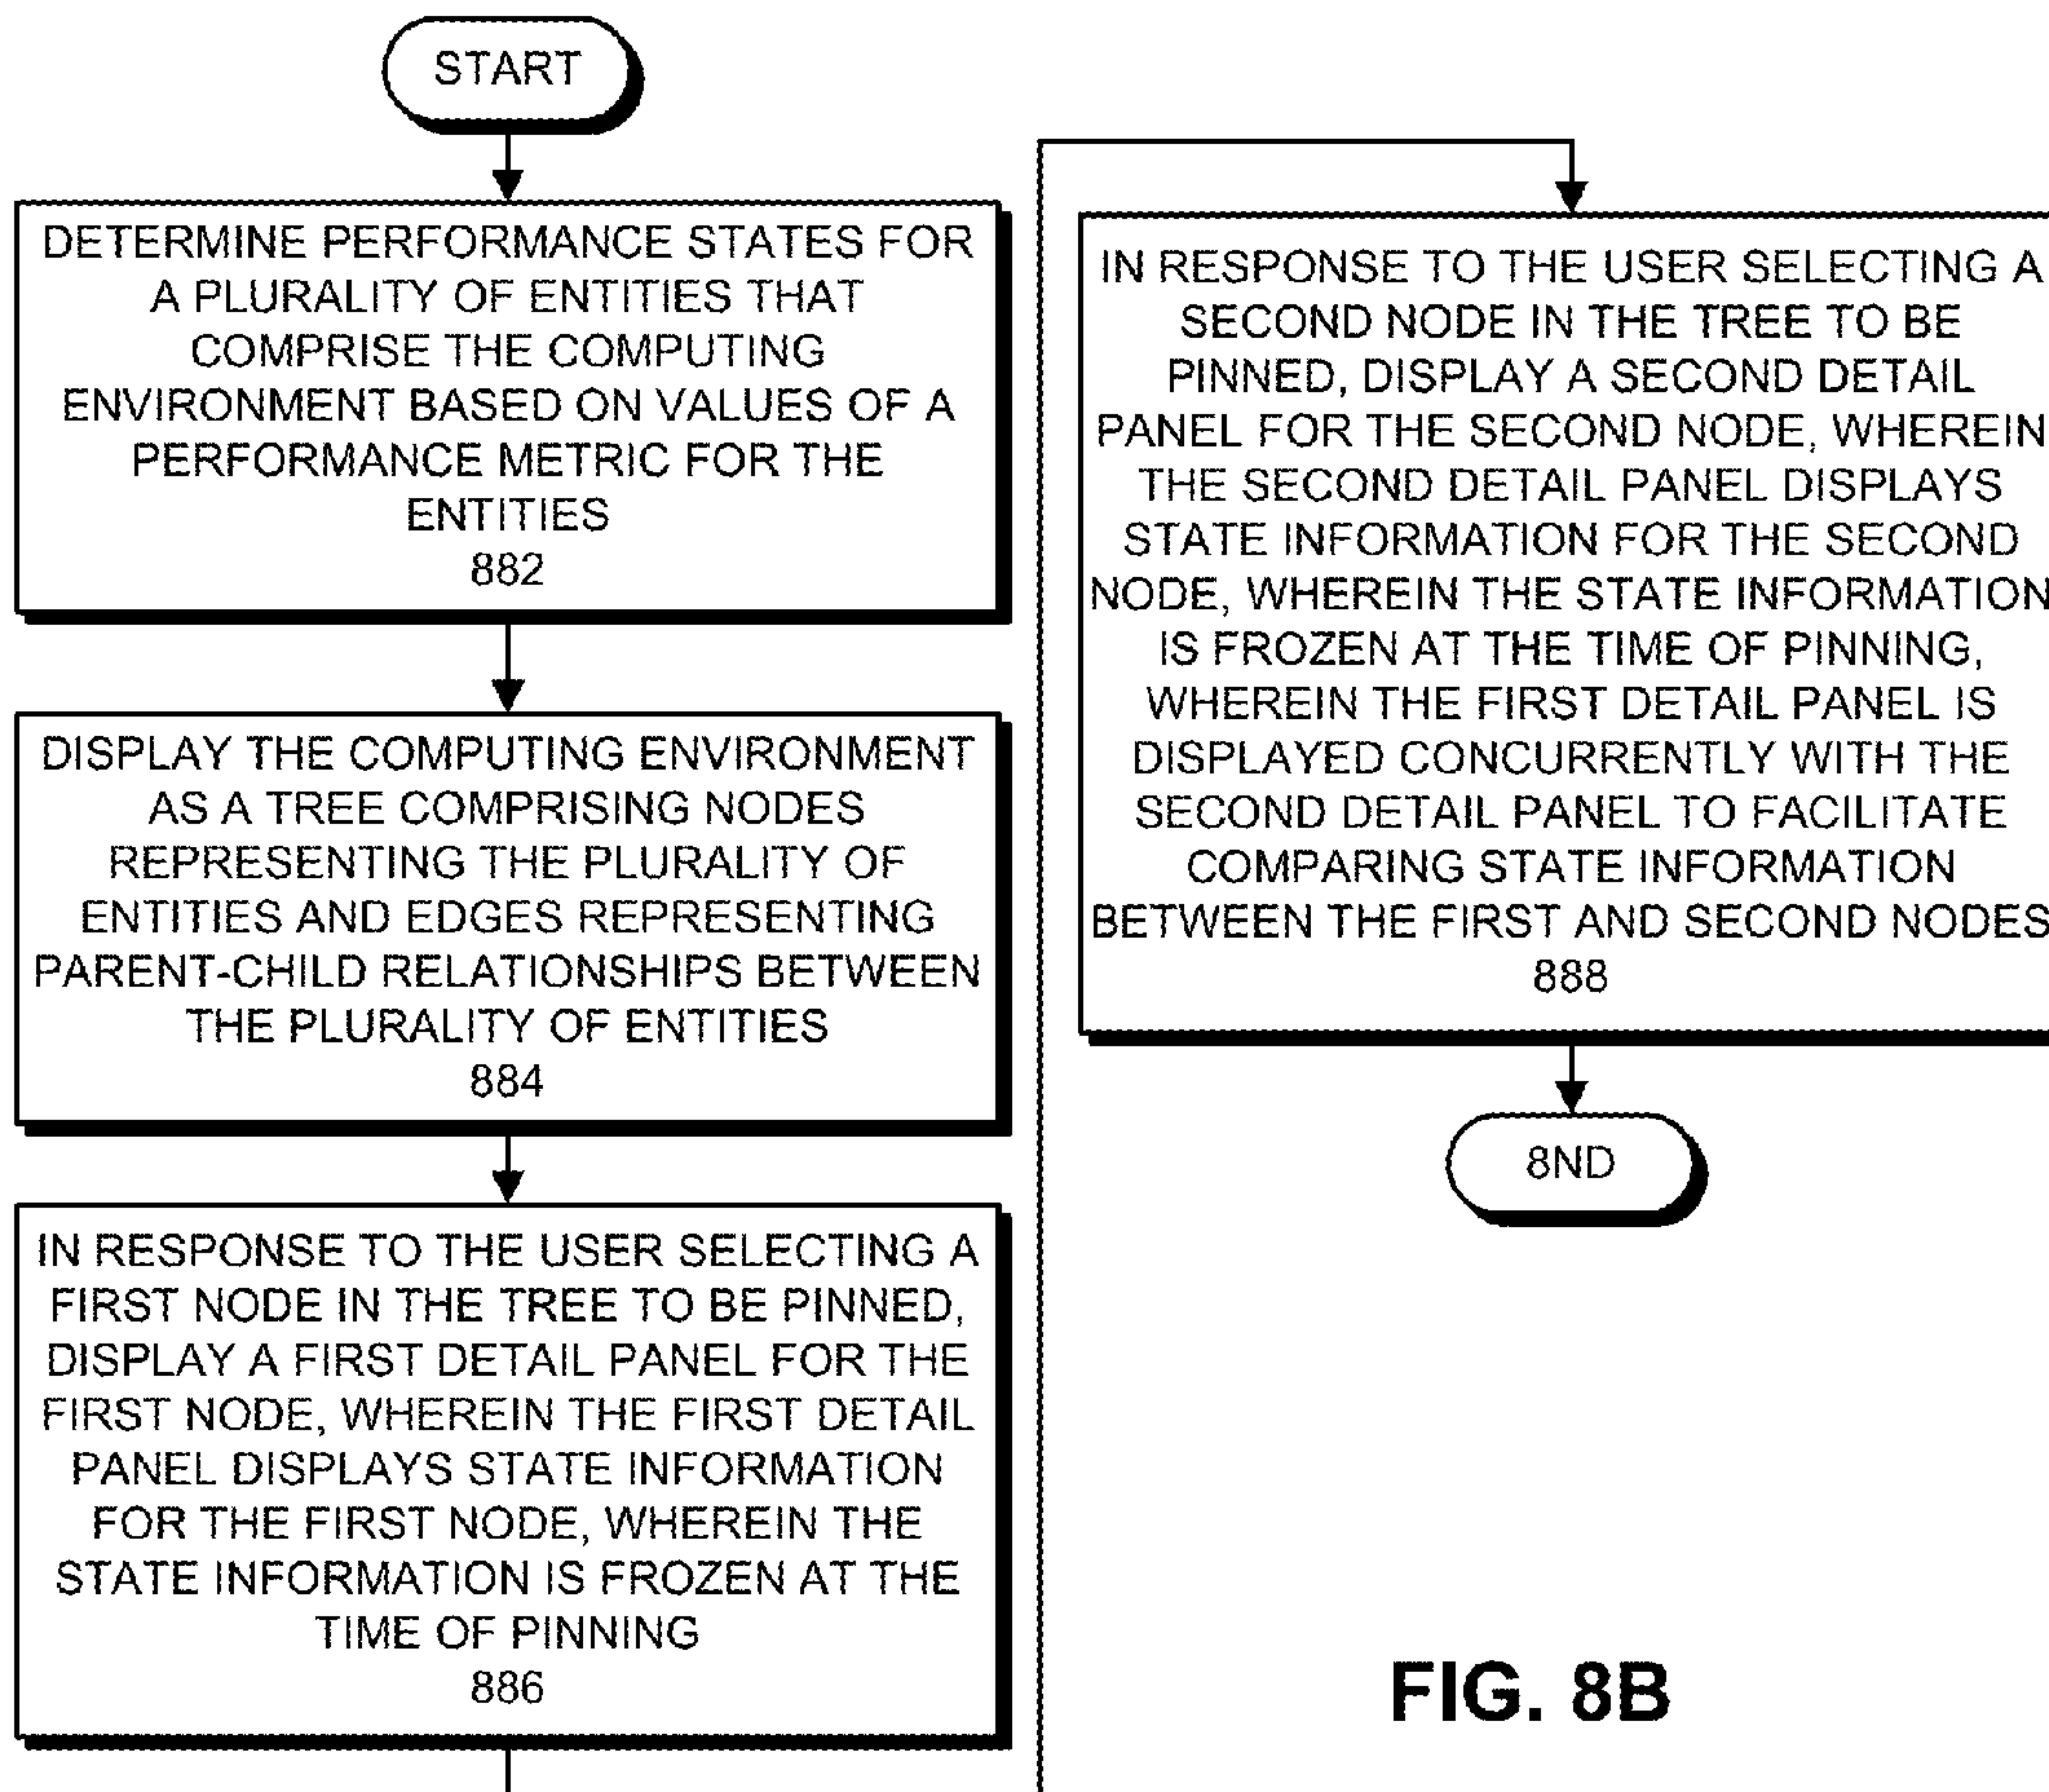 START
DETERMINE PERFORMANCE STATES FOR
A PLURALITY OF ENTITIES THAT
COMPRISE THE COMPUTING
ENVIRONMENT BASED ON VALUES OF A
PERFORMANCE METRIC FOR THE
ENTITIES
882
DISPLAY THE COMPUTING ENVIRONMENT
AS A TREE COMPRISING NODES
REPRESENTING THE PLURALITY OF
ENTITIES AND EDGES REPRESENTING
PARENT-CHILD RELATIONSHIPS BETWEEN
THE PLURALITY OF ENTITIES
884
IN RESPONSE TO THE USER SELECTING A
FIRST NODE IN THE TREE TO BE PINNED,
DISPLAY A FIRST DETAIL PANEL FOR THE
FIRST NODE, WHEREIN THE FIRST DETAIL
PANEL DISPLAYS STATE INFORMATION
FOR THE FIRST NODE, WHEREIN THE
STATE INFORMATION IS FROZEN AT THE
TIME OF PINNING
886
IN RESPONSE TO THE USER SELECTING A
SECOND NODE IN THE TREE TO BE
PINNED, DISPLAY A SECOND DETAIL
PANEL FOR THE SECOND NODE, WHEREIN
THE SECOND DETAIL PANEL DISPLAYS
STATE INFORMATION FOR THE SECOND
NODE, WHEREIN THE STATE INFORMATION
IS FROZEN AT THE TIME OF PINNING,
WHEREIN THE FIRST DETAIL PANEL IS
DISPLAYED CONCURRENTLY WITH THE
SECOND DETAIL PANEL TO FACILITATE
COMPARING STATE INFORMATION
BETWEEN THE FIRST AND SECOND NODES
888
8ND
FIG. 8B